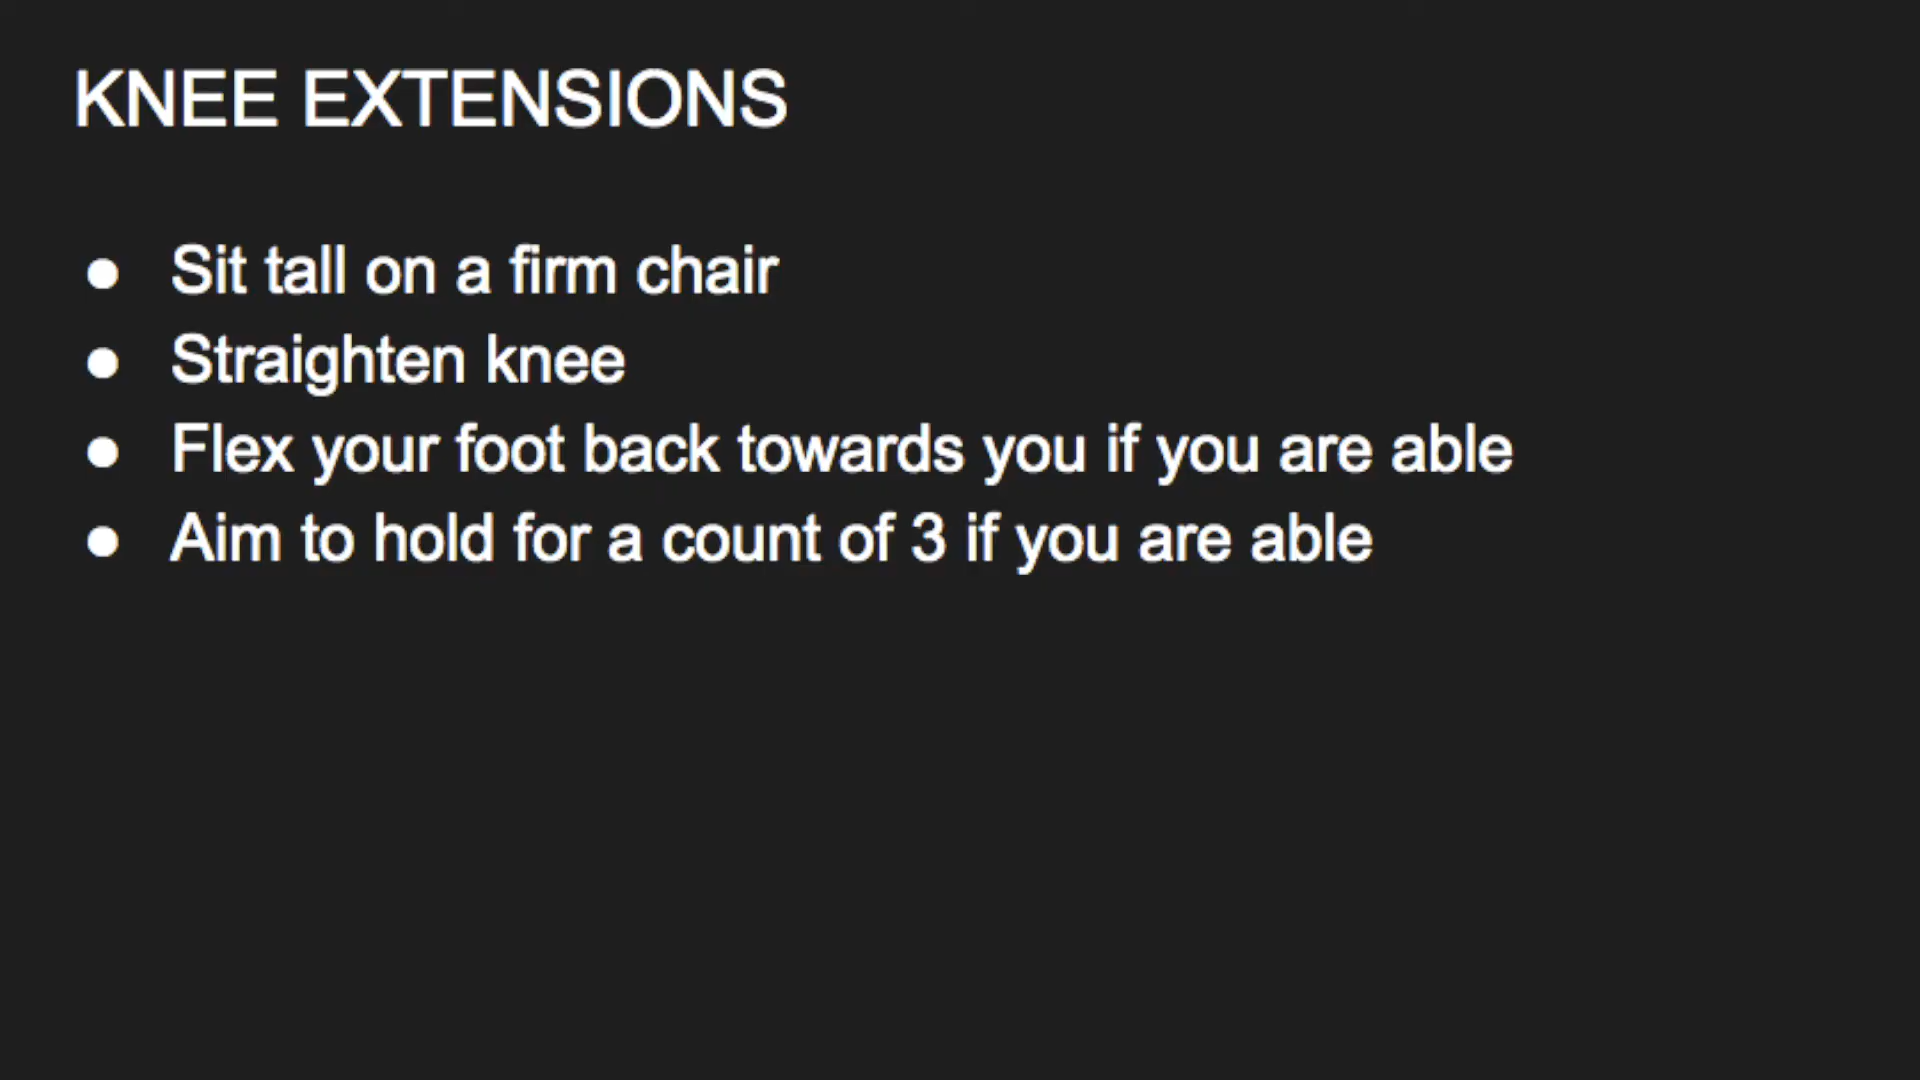 KNEE EXTENSIONS
● Sit tall on a firm chair
● Straighten knee
● Flex your foot back towards you if you are able
● Aim to hold for a count of 3 if you are able